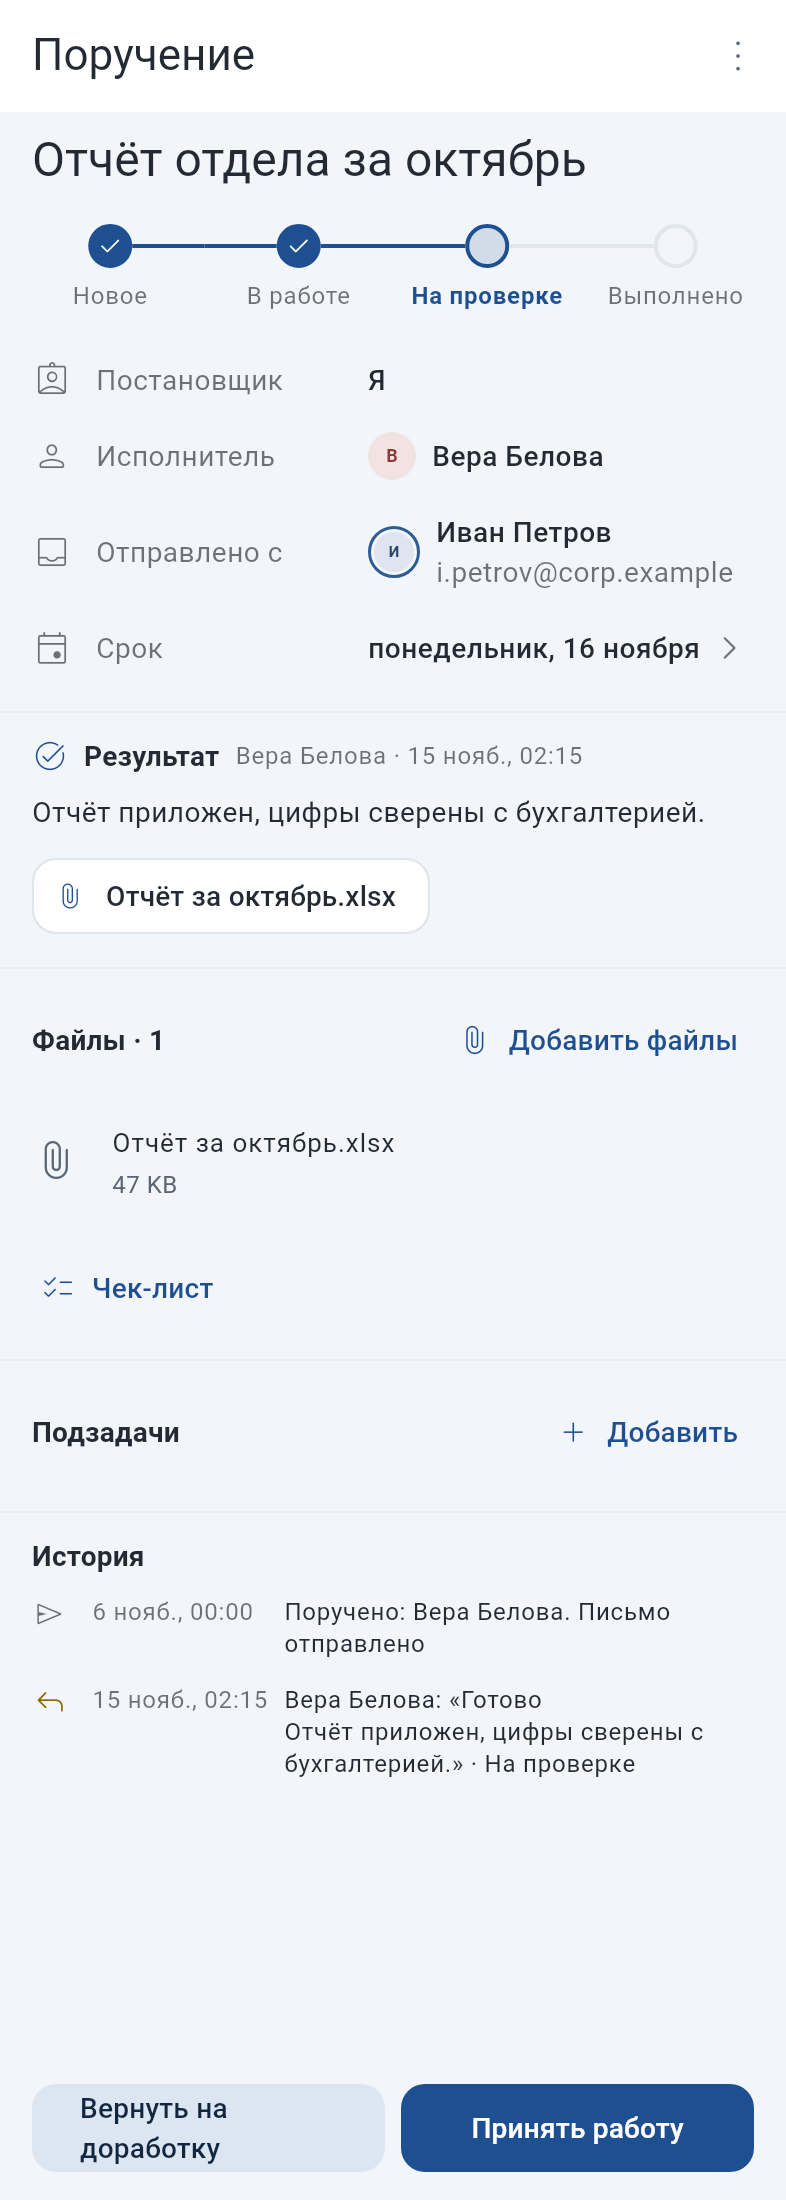 Поручение
Отчёт отдела за октябрь
Новое В работе На проверке Выполнено
Постановщик Я
Исполнитель В Вера Белова
Отправлено с И Иван Петров
i.petrov@corp.example
Срок понедельник, 16 ноября
Результат Вера Белова · 15 нояб., 02:15
Отчёт приложен, цифры сверены с бухгалтерией.
Отчёт за октябрь.xlsx
Файлы · 1 Добавить файлы
Отчёт за октябрь.xlsx
47 KB
Чек-лист
Подзадачи Добавить
История
6 нояб., 00:00 Поручено: Вера Белова. Письмо
отправлено
15 нояб., 02:15 Вера Белова: «Готово
Отчёт приложен, цифры сверены с
бухгалтерией.» · На проверке
Вернуть на
доработку
Принять работу